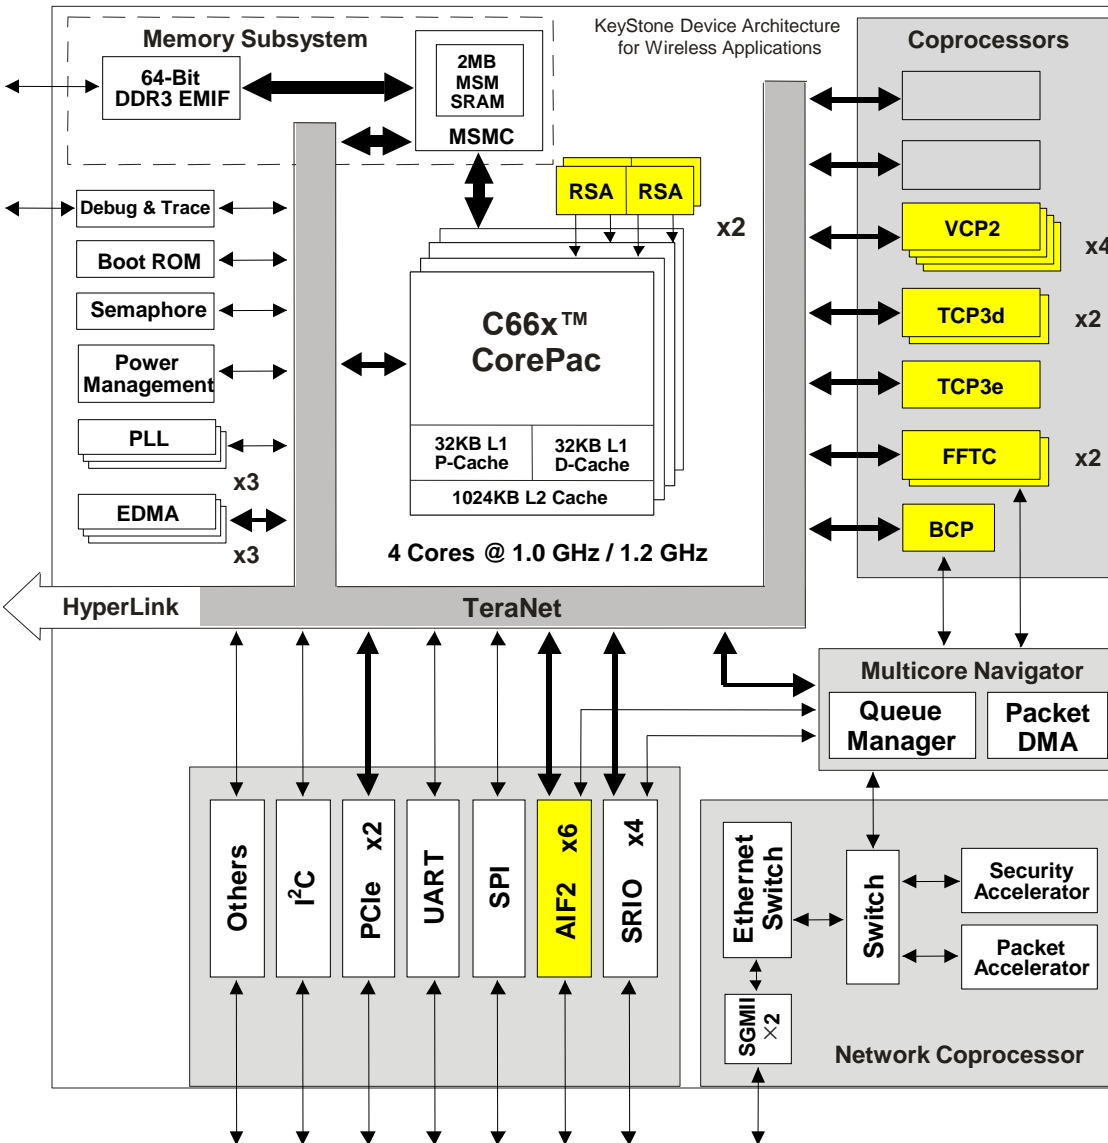 KeyStone Device Architecture
for Wireless Applications
Memory Subsystem
64-Bit
DDR3 EMIF
2MB
MSM
SRAM
MSMC
Coprocessors
RSA
RSA
x2
Debug & Trace
Boot ROM
Semaphore
Power
Management
PLL
x3
EDMA
x3
C66x™
CorePac
32KB L1
P-Cache
32KB L1
D-Cache
1024KB L2 Cache
4 Cores @ 1.0 GHz / 1.2 GHz
VCP2
x4
TCP3d
x2
TCP3e
FFTC
x2
BCP
HyperLink
TeraNet
Multicore Navigator
Queue
Manager
Packet
DMA
Others
I²C
PCIe x2
UART
SPI
AIF2 x6
SRIO x4
Ethernet
Switch
Switch
Security
Accelerator
Packet
Accelerator
SGMII
×2
Network Coprocessor